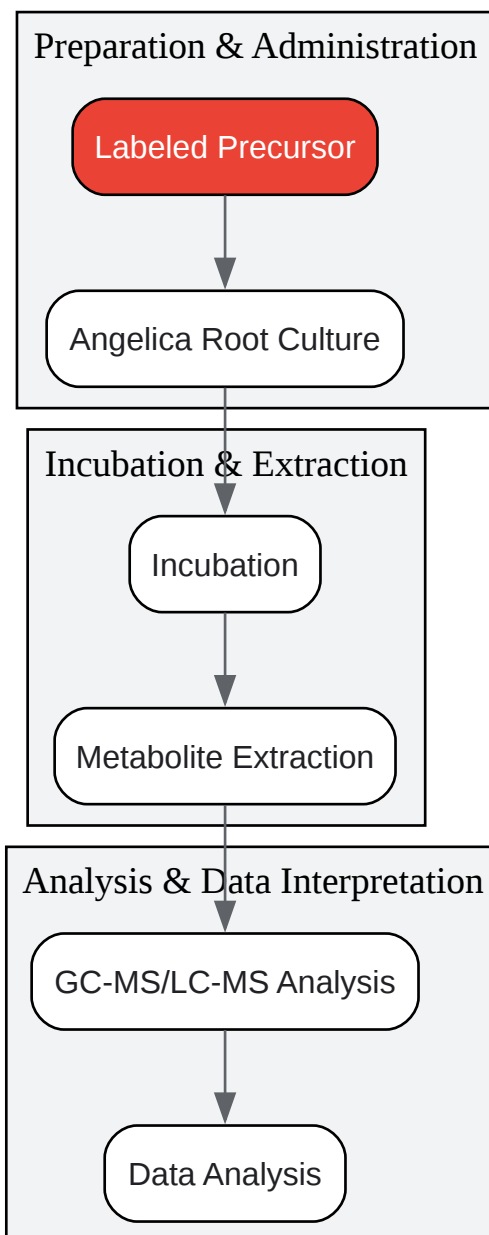 Preparation & Administration
Labeled Precursor
Angelica Root Culture
Incubation & Extraction
Incubation
Metabolite Extraction
Analysis & Data Interpretation
GC-MS/LC-MS Analysis
Data Analysis